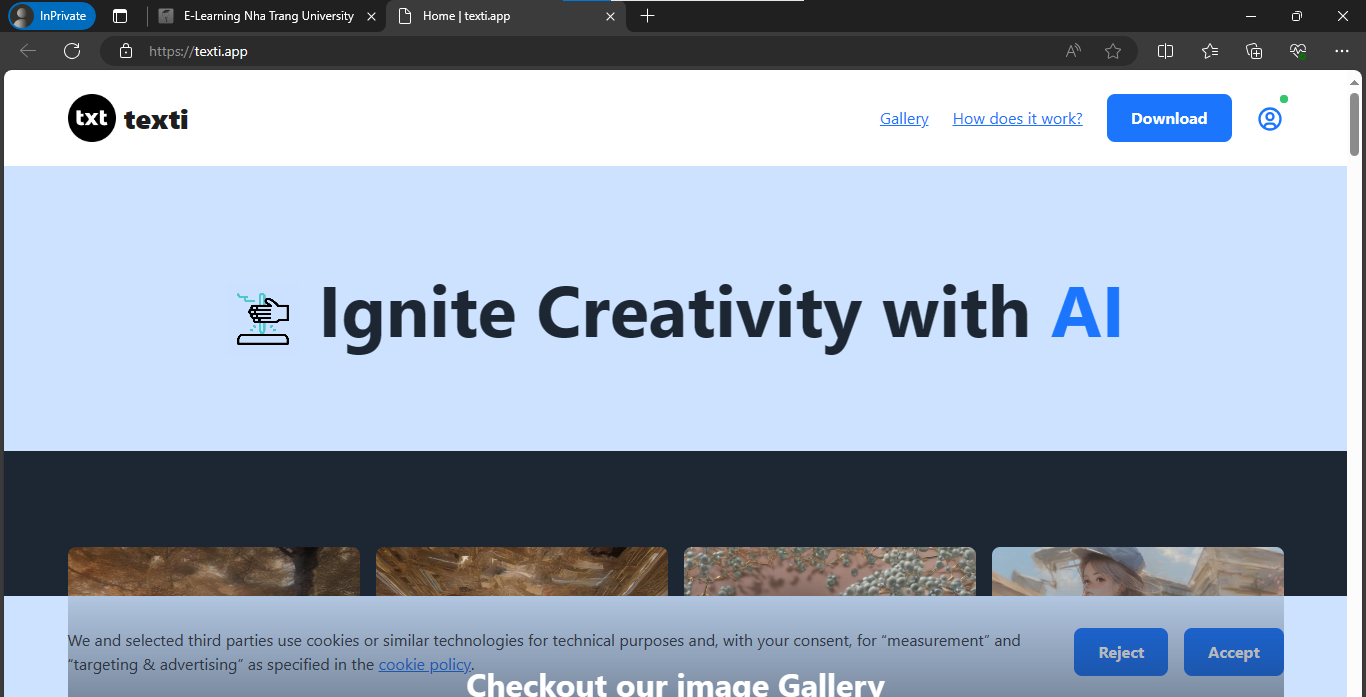 InPrivate
E-Learning Nha Trang University
Home | texti.app
https://texti.app
txt texti
Gallery
How does it work?
Download
Ignite Creativity with AI
We and selected third parties use cookies or similar technologies for technical purposes and, with your consent, for “measurement” and
“targeting & advertising” as specified in the cookie policy.
Reject
Accept
Checkout our image Gallery